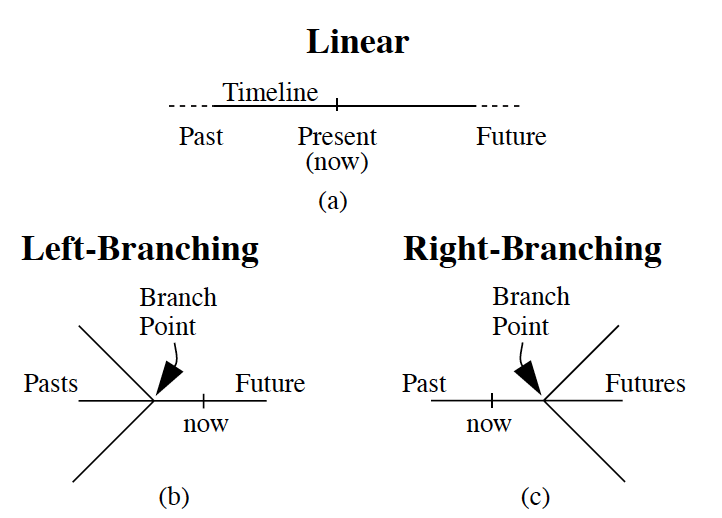 Linear
Timeline
Past
Present
(now)
Future
(a)
Left-Branching
Branch
Point
Pasts
Future
now
(b)
Right-Branching
Branch
Point
Past
Futures
now
(c)